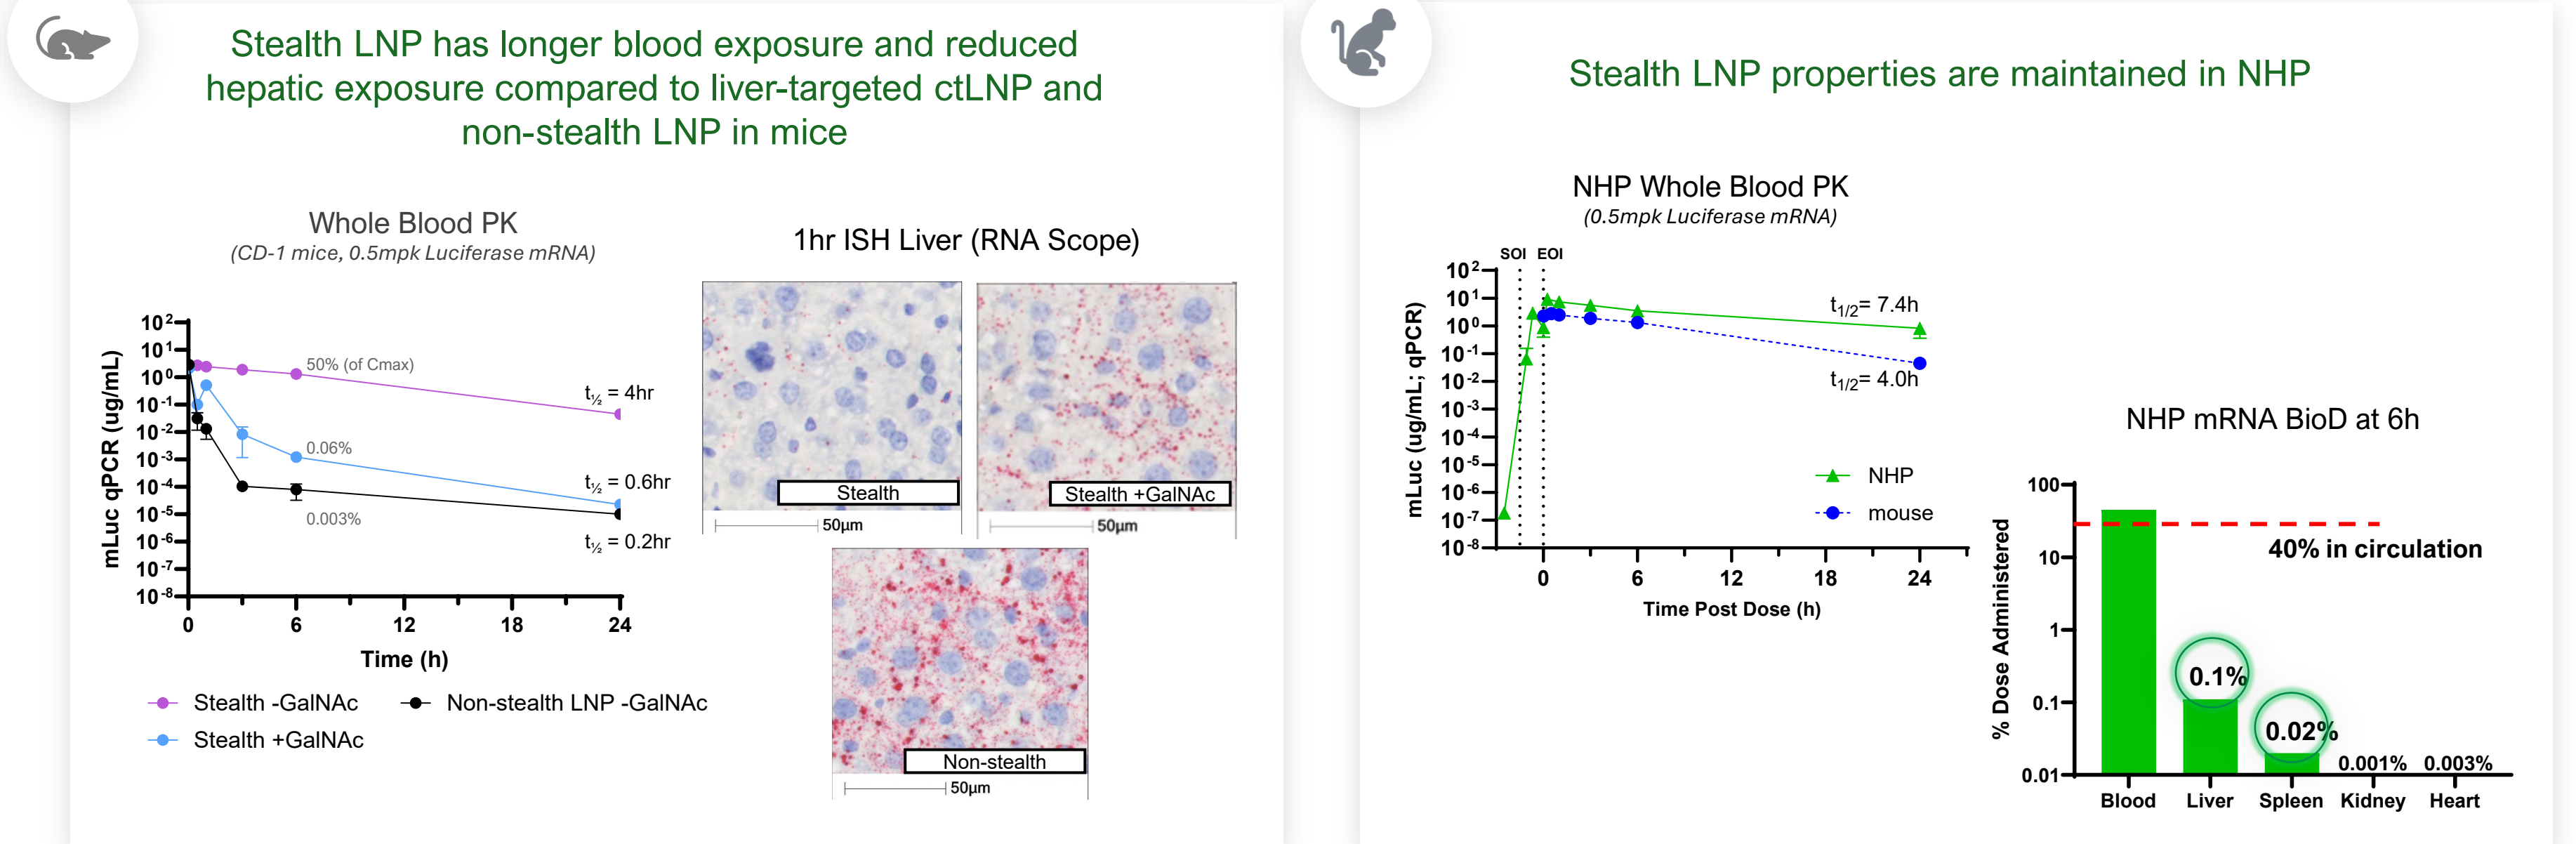 Stealth LNP has longer blood exposure and reduced
hepatic exposure compared to liver-targeted ctLNP and
non-stealth LNP in mice
Whole Blood PK
(CD-1 mice, 0.5mpk Luciferase mRNA)
mLuc qPCR (ug/mL)
10²
10¹
10⁰
10⁻¹
10⁻²
10⁻³
10⁻⁴
10⁻⁵
10⁻⁶
10⁻⁷
10⁻⁸
50% (of Cmax)
t½ = 4hr
0.06%
t½ = 0.6hr
0.003%
t½ = 0.2hr
0 6 12 18 24
Time (h)
Stealth -GalNAc
Non-stealth LNP -GalNAc
Stealth +GalNAc
1hr ISH Liver (RNA Scope)
Stealth
50µm
Stealth +GalNAc
50µm
Non-stealth
50µm
Stealth LNP properties are maintained in NHP
NHP Whole Blood PK
(0.5mpk Luciferase mRNA)
SOI EOI
mLuc (ug/mL; qPCR)
10²
10¹
10⁰
10⁻¹
10⁻²
10⁻³
10⁻⁴
10⁻⁵
10⁻⁶
10⁻⁷
10⁻⁸
t1/2= 7.4h
t1/2= 4.0h
NHP
mouse
0 6 12 18 24
Time Post Dose (h)
NHP mRNA BioD at 6h
% Dose Administered
100
10
1
0.1
0.01
40% in circulation
0.1%
0.02%
0.001%
0.003%
Blood Liver Spleen Kidney Heart